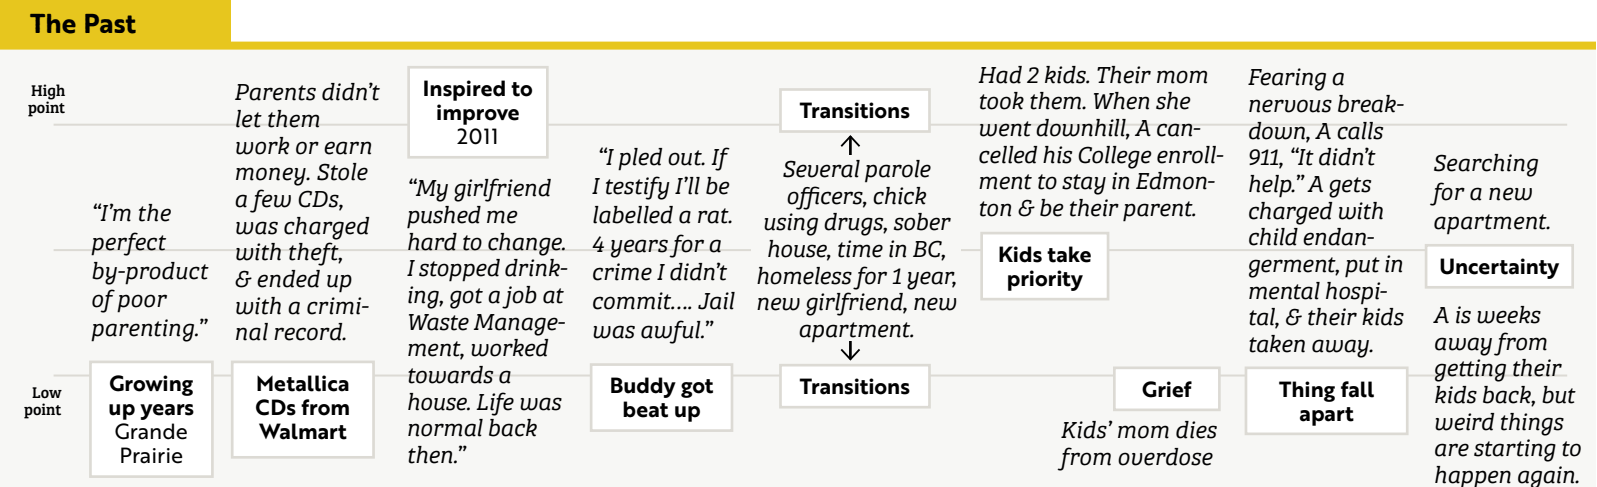 The Past
High
point
Low
point
“I’m the
perfect
by-product
of poor
parenting.”
Growing
up years
Grande
Prairie
Parents didn’t
let them
work or earn
money. Stole
a few CDs,
was charged
with theft,
& ended up
with a crimi-
nal record.
Metallica
CDs from
Walmart
Inspired to
improve
2011
“My girlfriend
pushed me
hard to change.
I stopped drink-
ing, got a job at
Waste Manage-
ment, worked
towards a
house. Life was
normal back
then.”
“I pled out. If
I testify I’ll be
labelled a rat.
4 years for a
crime I didn’t
commit.... Jail
was awful.”
Buddy got
beat up
Transitions
Several parole
officers, chick
using drugs, sober
house, time in BC,
homeless for 1 year,
new girlfriend, new
apartment.
Transitions
Had 2 kids. Their mom
took them. When she
went downhill, A can-
celled his College enroll-
ment to stay in Edmon-
ton & be their parent.
Kids take
priority
Grief
Kids’ mom dies
from overdose
Fearing a
nervous break-
down, A calls
911, “It didn’t
help.” A gets
charged with
child endan-
germent, put in
mental hospi-
tal, & their kids
taken away.
Thing fall
apart
Searching
for a new
apartment.
Uncertainty
A is weeks
away from
getting their
kids back, but
weird things
are starting to
happen again.